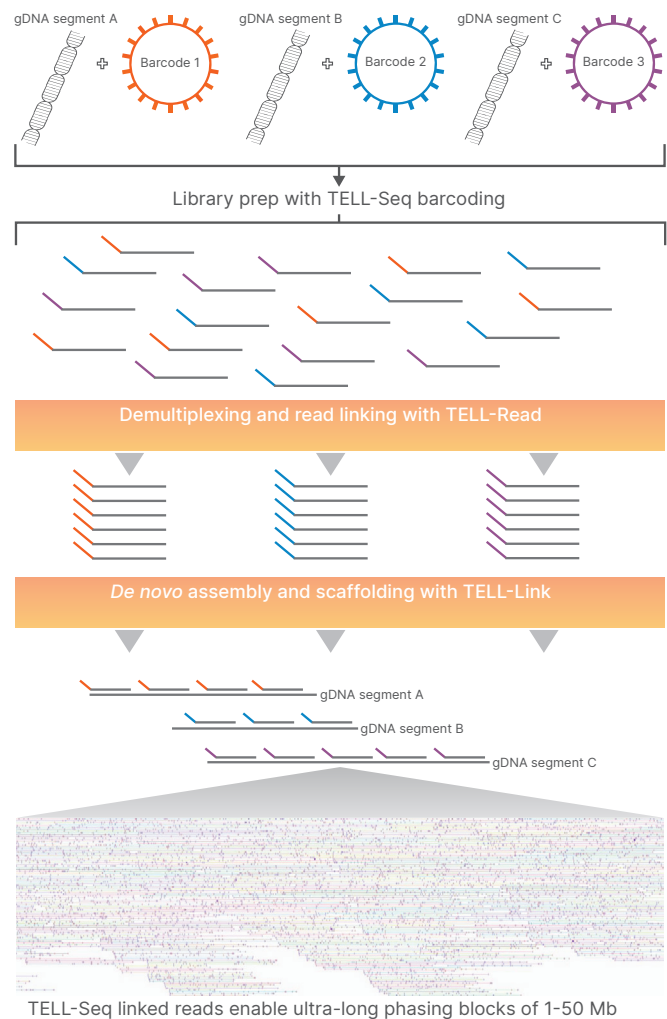 gDNA segment A
gDNA segment B
gDNA segment C
Barcode 1
Barcode 2
Barcode 3
Library prep with TELL-Seq barcoding
Demultiplexing and read linking with TELL-Read
De novo assembly and scaffolding with TELL-Link
gDNA segment A
gDNA segment B
gDNA segment C
TELL-Seq linked reads enable ultra-long phasing blocks of 1-50 Mb